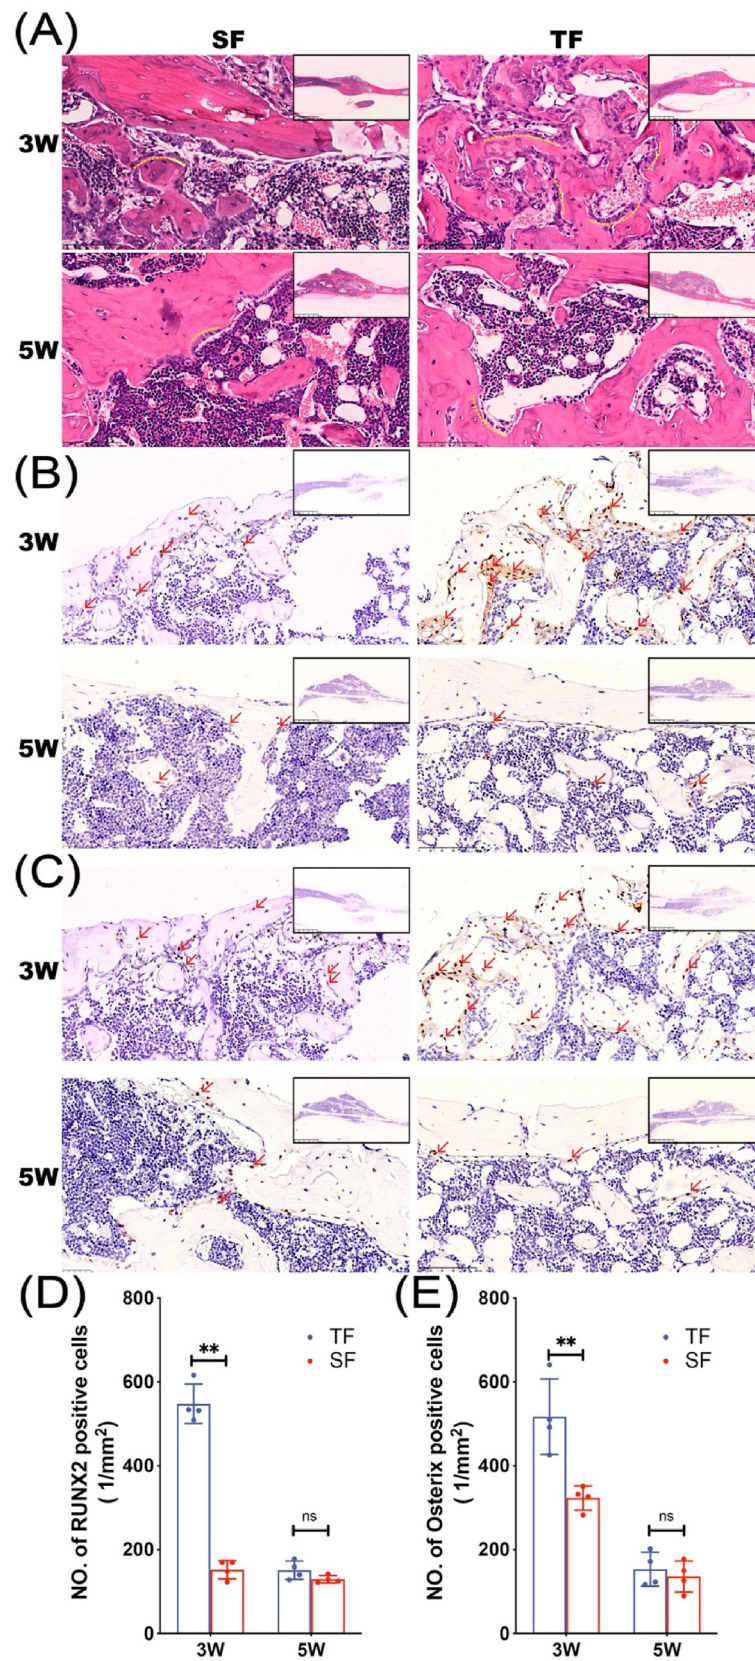 (A)
SF
TF
3W
5W
(B)
3W
5W
(C)
3W
5W
(D)
NO. of RUNX2 positive cells
( 1/mm²)
800
600
400
200
0
**
ns
TF
SF
3W
5W
(E)
NO. of Osterix positive cells
( 1/mm²)
800
600
400
200
0
**
ns
TF
SF
3W
5W